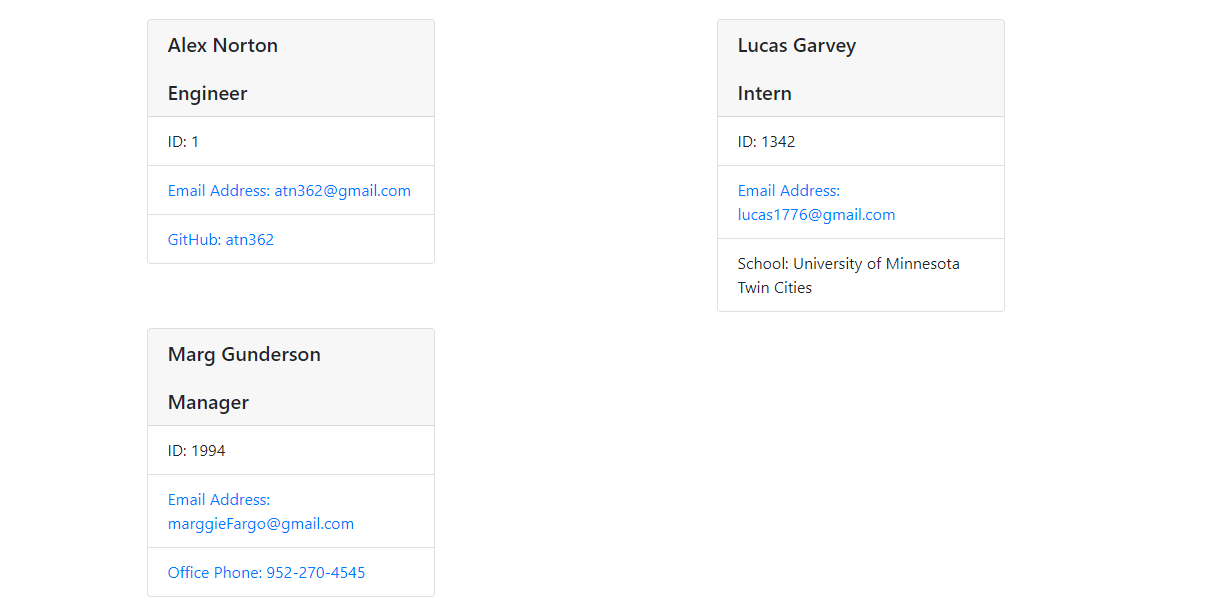 Alex Norton
Engineer
ID: 1
Email Address: atn362@gmail.com
GitHub: atn362
Lucas Garvey
Intern
ID: 1342
Email Address:
lucas1776@gmail.com
School: University of Minnesota
Twin Cities
Marg Gunderson
Manager
ID: 1994
Email Address:
marggieFargo@gmail.com
Office Phone: 952-270-4545